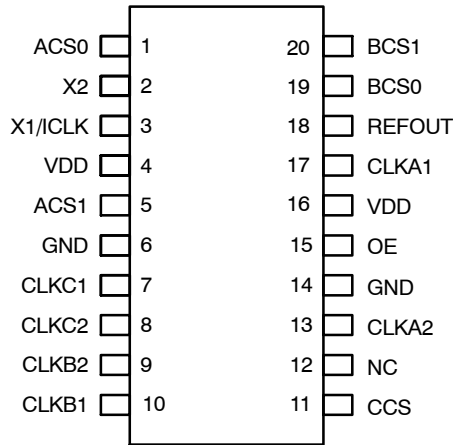 ACS0 1 20 BCS1
X2 2 19 BCS0
X1/ICLK 3 18 REFOUT
VDD 4 17 CLKA1
ACS1 5 16 VDD
GND 6 15 OE
CLKC1 7 14 GND
CLKC2 8 13 CLKA2
CLKB2 9 12 NC
CLKB1 10 11 CCS